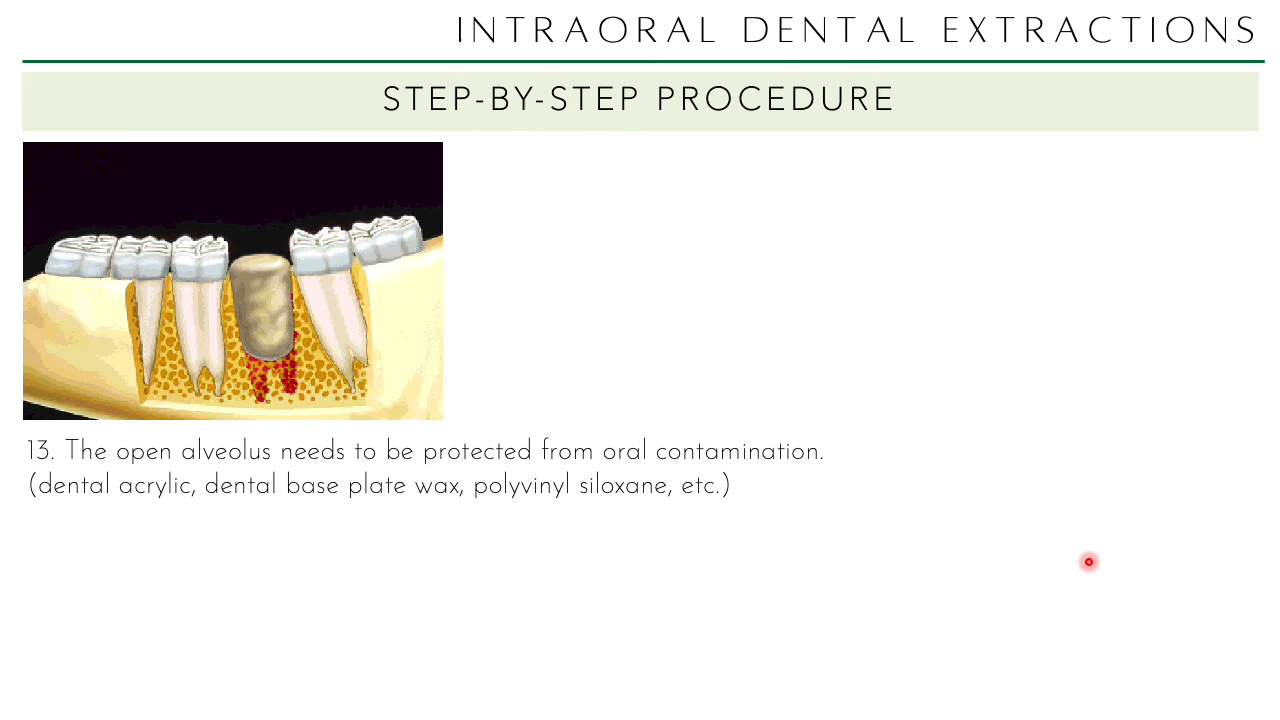 INTRAORAL DENTAL EXTRACTIONS
STEP-BY-STEP PROCEDURE
13. The open alveolus needs to be protected from oral contamination.
(dental acrylic, dental base plate wax, polyvinyl siloxane, etc.)